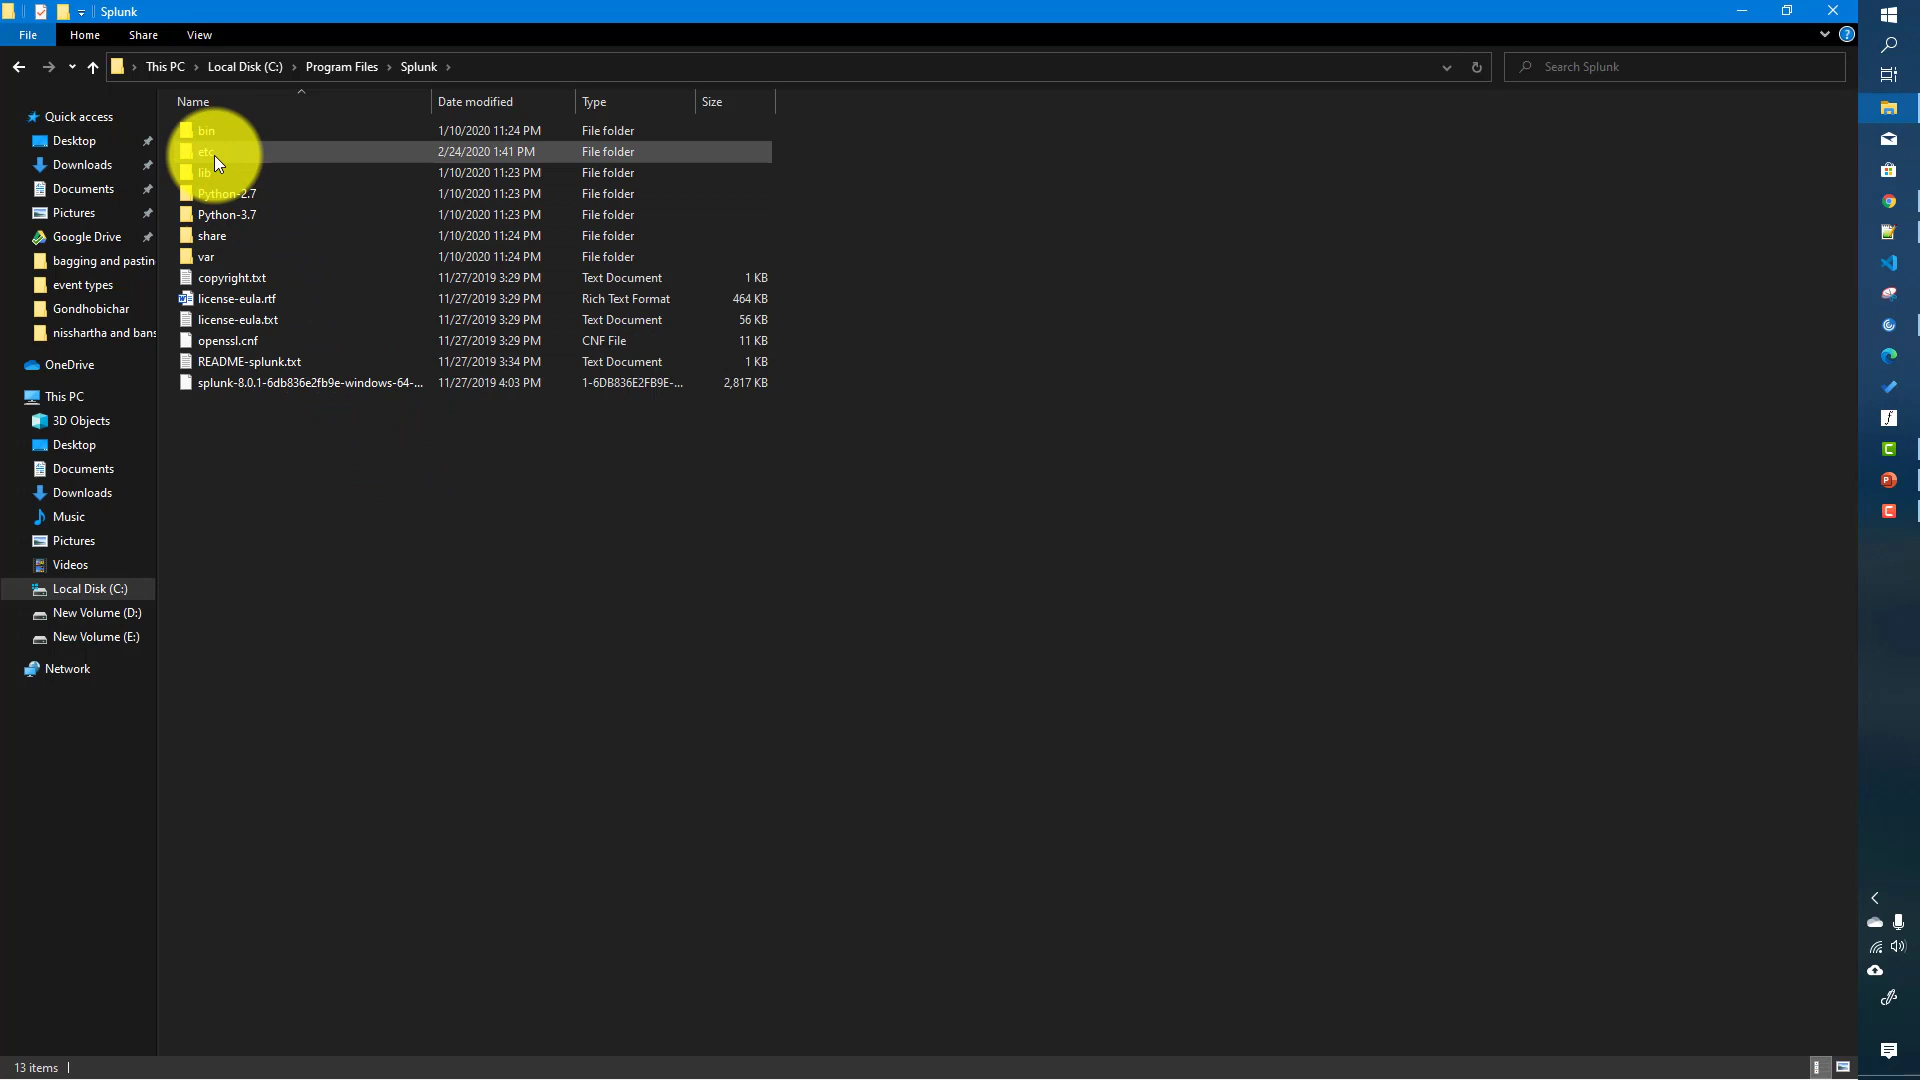 Splunk
File Home Share View
This PC Local Disk (C:) Program Files Splunk
Search Splunk
Name Date modified Type Size
bin 1/10/2020 11:24 PM File folder
etc 2/24/2020 1:41 PM File folder
lib 1/10/2020 11:23 PM File folder
Python-2.7 1/10/2020 11:23 PM File folder
Python-3.7 1/10/2020 11:23 PM File folder
share 1/10/2020 11:24 PM File folder
var 1/10/2020 11:24 PM File folder
copyright.txt 11/27/2019 3:29 PM Text Document 1 KB
license-eula.rtf 11/27/2019 3:29 PM Rich Text Format 464 KB
license-eula.txt 11/27/2019 3:29 PM Text Document 56 KB
openssl.cnf 11/27/2019 3:29 PM CNF File 11 KB
README-splunk.txt 11/27/2019 3:34 PM Text Document 1 KB
splunk-8.0.1-6db836e2fb9e-windows-64-... 11/27/2019 4:03 PM 1-6DB836E2FB9E-... 2,817 KB
Quick access
Desktop
Downloads
Documents
Pictures
Google Drive
bagging and pastin
event types
Gondhobichar
nisshartha and bans
OneDrive
This PC
3D Objects
Desktop
Documents
Downloads
Music
Pictures
Videos
Local Disk (C:)
New Volume (D:)
New Volume (E:)
Network
13 items